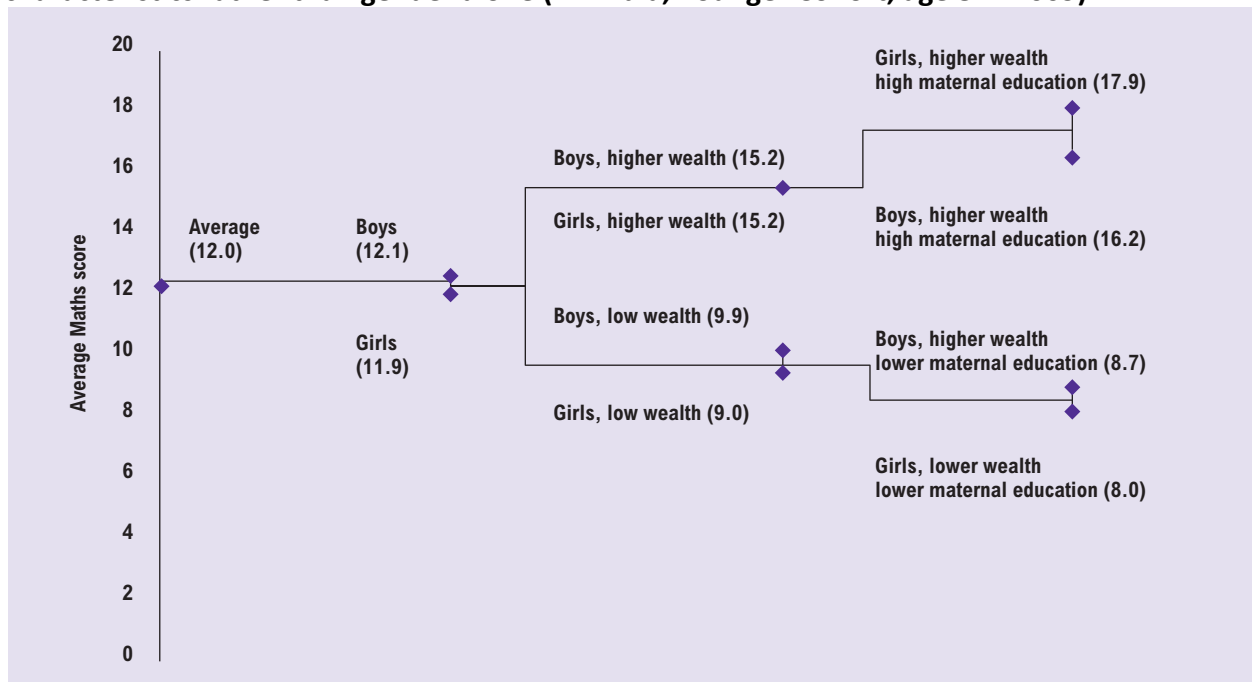 20
18
16
14
12
10
8
6
4
2
0
Average Maths score
Average
(12.0)
Boys
(12.1)
Girls
(11.9)
Boys, higher wealth (15.2)
Girls, higher wealth (15.2)
Boys, low wealth (9.9)
Girls, low wealth (9.0)
Girls, higher wealth
high maternal education (17.9)
Boys, higher wealth
high maternal education (16.2)
Boys, higher wealth
lower maternal education (8.7)
Girls, lower wealth
lower maternal education (8.0)